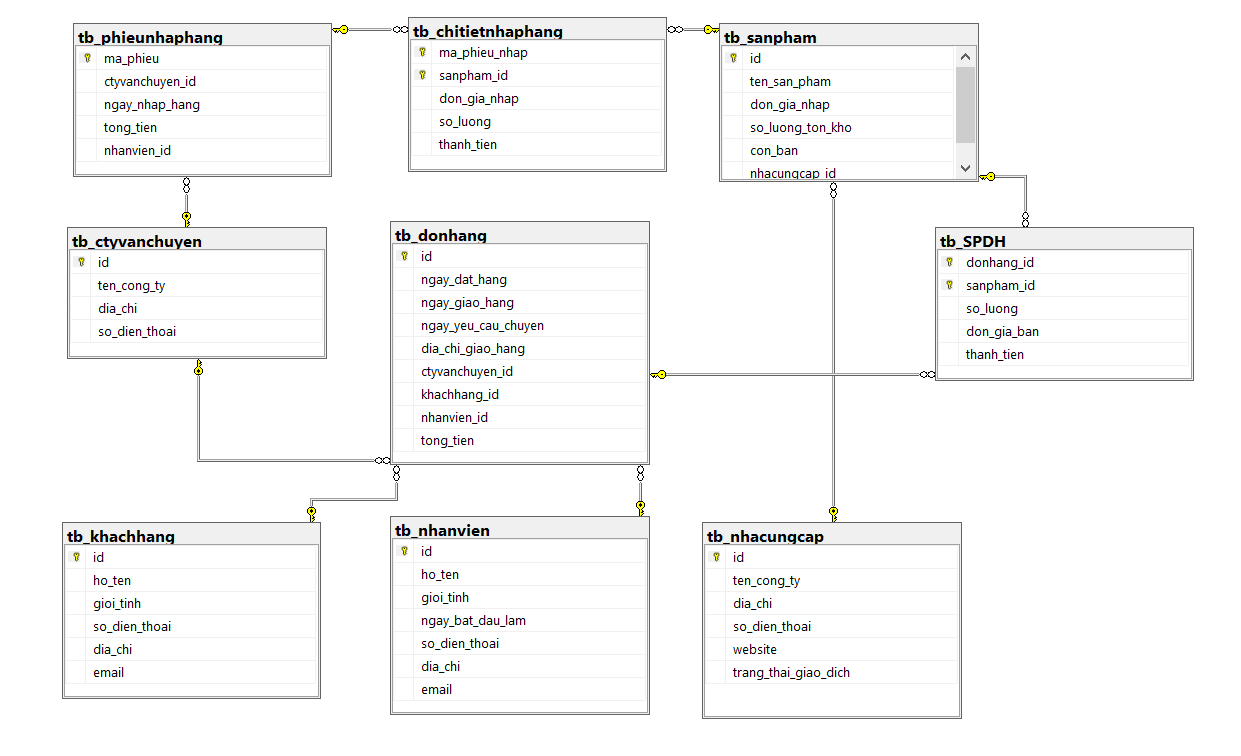 tb_phieunhaphang
ma_phieu
ctyvanchuyen_id
ngay_nhap_hang
tong_tien
nhanvien_id
tb_chitietnhaphang
ma_phieu_nhap
sanpham_id
don_gia_nhap
so_luong
thanh_tien
tb_sanpham
id
ten_san_pham
don_gia_nhap
so_luong_ton_kho
con_ban
nhacungcap_id
tb_ctyvanchuyen
id
ten_cong_ty
dia_chi
so_dien_thoai
tb_donhang
id
ngay_dat_hang
ngay_giao_hang
ngay_yeu_cau_chuyen
dia_chi_giao_hang
ctyvanchuyen_id
khachhang_id
nhanvien_id
tong_tien
tb_SPDH
donhang_id
sanpham_id
so_luong
don_gia_ban
thanh_tien
tb_khachhang
id
ho_ten
gioi_tinh
so_dien_thoai
dia_chi
email
tb_nhanvien
id
ho_ten
gioi_tinh
ngay_bat_dau_lam
so_dien_thoai
dia_chi
email
tb_nhacungcap
id
ten_cong_ty
dia_chi
so_dien_thoai
website
trang_thai_giao_dich